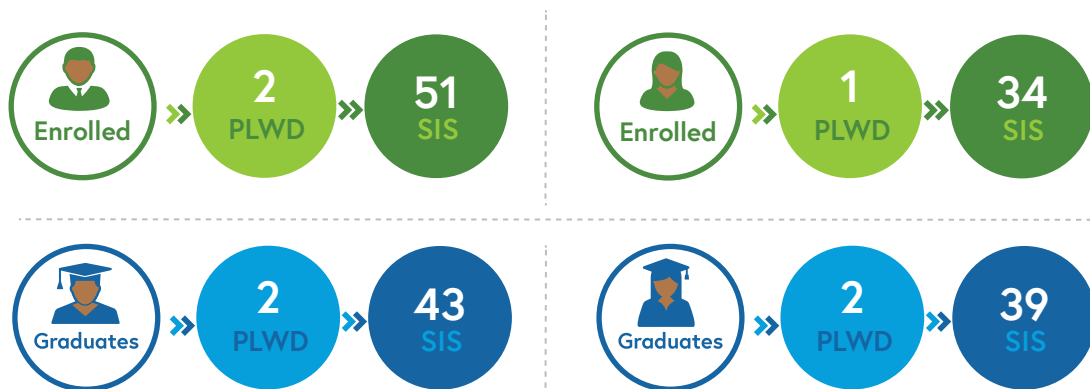 Enrolled
2
PLWD
51
SIS
Enrolled
1
PLWD
34
SIS
Graduates
2
PLWD
43
SIS
Graduates
2
PLWD
39
SIS